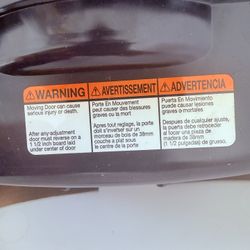 WARNING
Moving Door can cause
serious injury or death.
After any adjustment
door must reverse on a
1 1/2 inch board laid
under center of door
AVERTISSEMENT
Porte En Mouvement
peut causer des blessures
graves ou la mort
Apres tout reglage, la porte
doit s'inverser sur un
morceau de bois de 38mm
couche a plat sous
le centre de la porte
ADVERTENCIA
Puerta En Movimiento
puede causar lesiones
graves o mortales
Despues de cualquier ajuste,
la puerta debe retroceder
al tocar una pieza de
madera de 38mm
(1 1/2 pulgadas) de grueso.